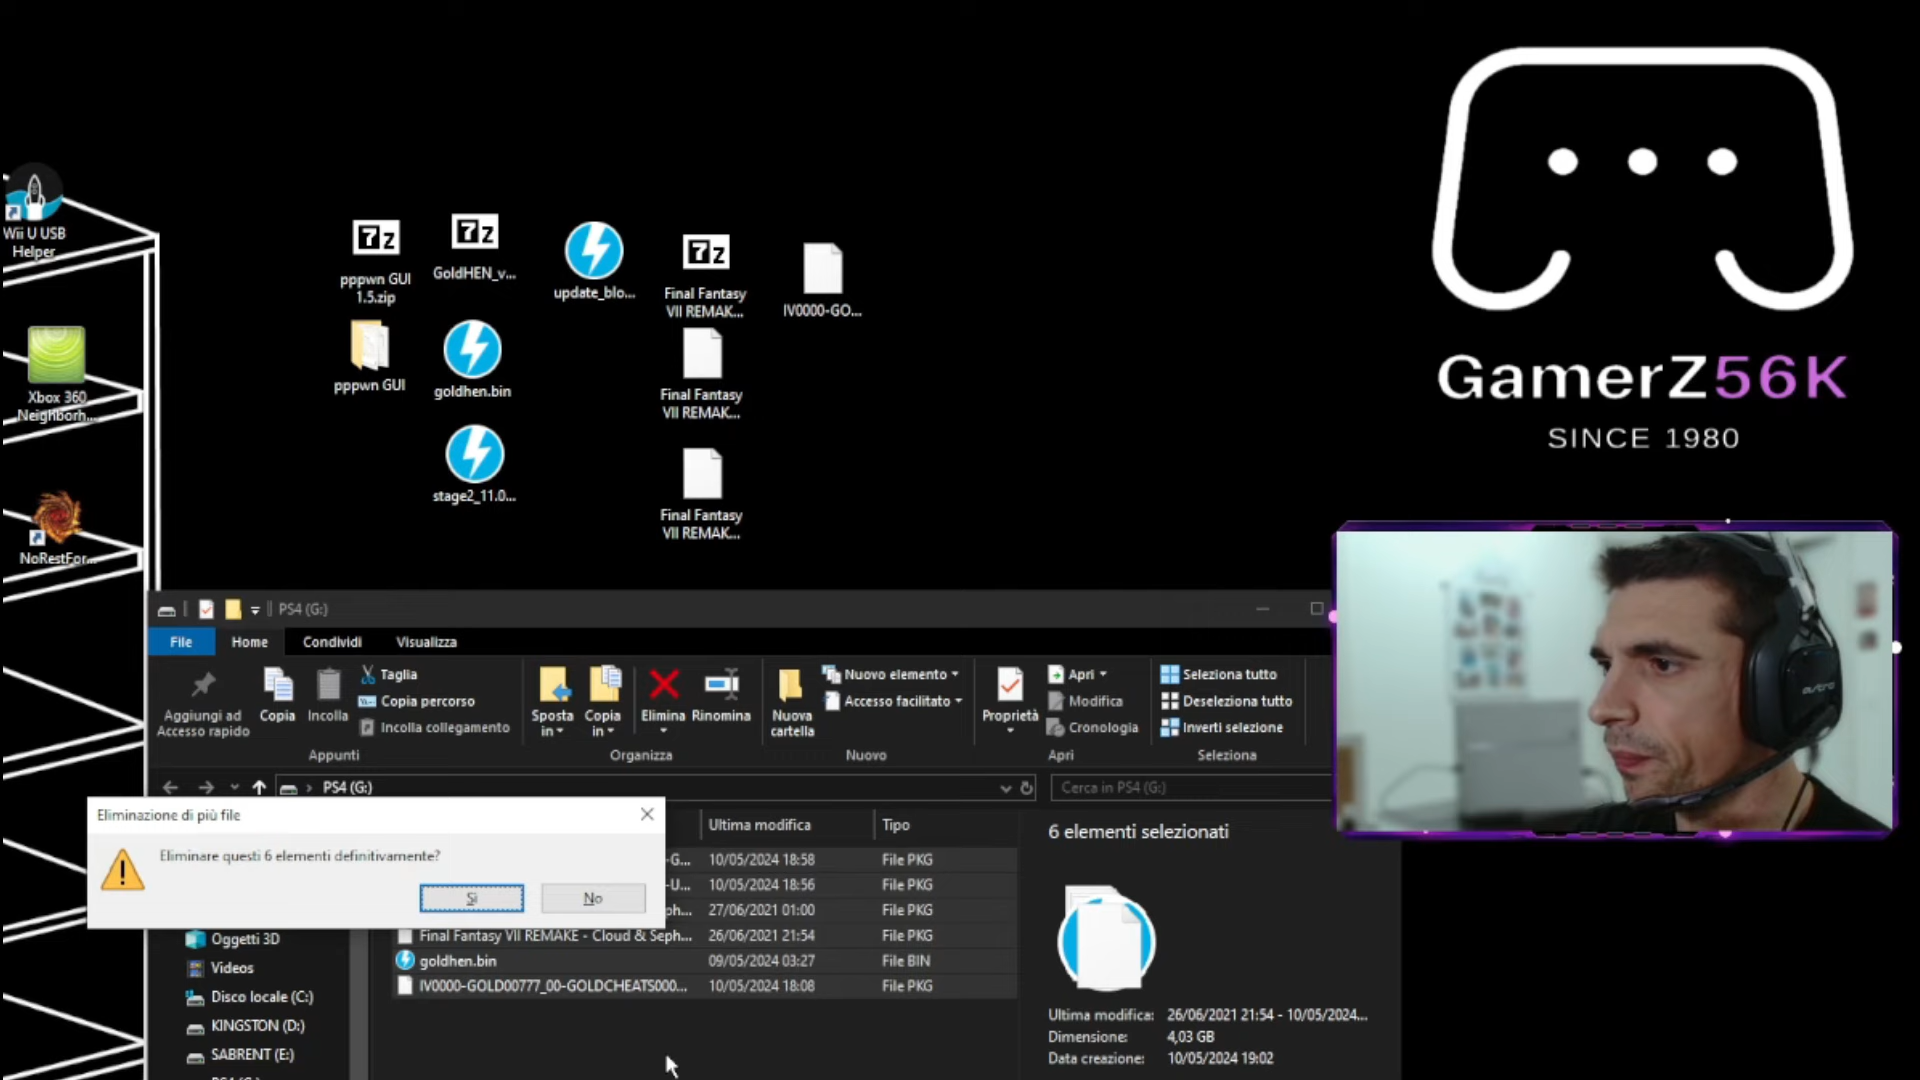 Wii U USB
Helper
Xbox 360
Neighborh...
NoRestFor...
7z
pppwn GUI
1.5.zip
7z
GoldHEN_v...
update_blo...
7z
Final Fantasy
VII REMAK...
IV0000-GO...
pppwn GUI
goldhen.bin
Final Fantasy
VII REMAK...
stage2_11.0...
Final Fantasy
VII REMAK...
GamerZ56K
SINCE 1980
astro
PS4 (G:)
File Home Condividi Visualizza
Aggiungi ad
Accesso rapido
Copia
Incolla
Taglia
Copia percorso
Incolla collegamento
Appunti
Sposta
in
Copia
in
Elimina
Rinomina
Organizza
Nuova
cartella
Nuovo elemento
Accesso facilitato
Nuovo
Proprietà
Apri
Modifica
Cronologia
Apri
Seleziona tutto
Deseleziona tutto
Inverti selezione
Seleziona
PS4 (G:)
Cerca in PS4 (G:)
Eliminazione di più file
Eliminare questi 6 elementi definitivamente?
Sì
No
Ultima modifica Tipo
-G... 10/05/2024 18:58 File PKG
-U... 10/05/2024 18:56 File PKG
ph... 27/06/2021 01:00 File PKG
Final Fantasy VII REMAKE - Cloud & Seph... 26/06/2021 21:54 File PKG
goldhen.bin 09/05/2024 03:27 File BIN
IV0000-GOLD00777_00-GOLDCHEATS000... 10/05/2024 18:08 File PKG
Oggetti 3D
Videos
Disco locale (C:)
KINGSTON (D:)
SABRENT (E:)
6 elementi selezionati
Ultima modifica: 26/06/2021 21:54 - 10/05/2024...
Dimensione: 4,03 GB
Data creazione: 10/05/2024 19:02